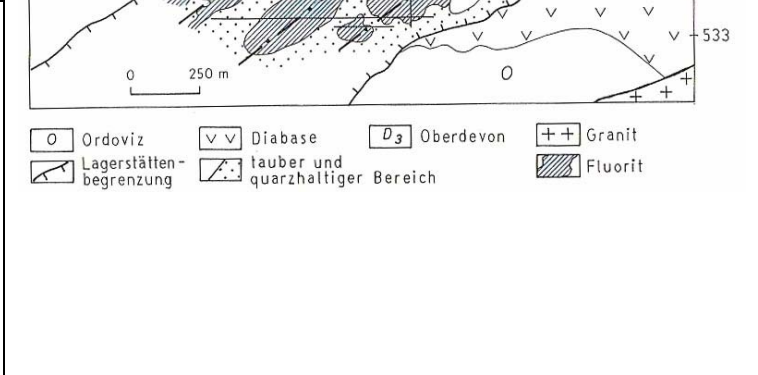 533
0 250 m
O
O Ordoviz
V V Diabase
D3 Oberdevon
+ + Granit
Lagerstätten-
begrenzung
tauber und
quarzhaltiger Bereich
Fluorit